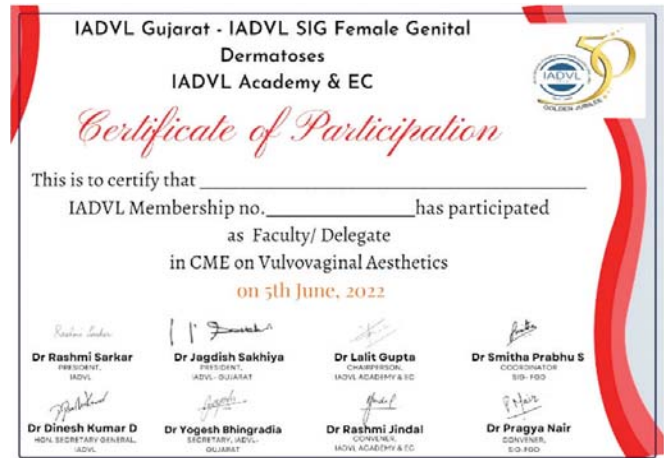 IADVL Gujarat - IADVL SIG Female Genital
Dermatoses
IADVL Academy & EC
IADVL
50
GOLDEN JUBILEE
Certificate of Participation
This is to certify that
IADVL Membership no. has participated
as Faculty/ Delegate
in CME on Vulvovaginal Aesthetics
on 5th June, 2022
Dr Rashmi Sarkar
PRESIDENT,
IADVL
Dr Jagdish Sakhiya
PRESIDENT,
IADVL- GUJARAT
Dr Lalit Gupta
CHAIRPERSON,
IADVL ACADEMY & EC
Dr Smitha Prabhu S
COORDINATOR
SIG- FGD
Dr Dinesh Kumar D
HON. SECRETARY GENERAL,
IADVL
Dr Yogesh Bhingradia
SECRETARY, IADVL-
GUJARAT
Dr Rashmi Jindal
CONVENER,
IADVL ACADEMY & EC
Dr Pragya Nair
CONVENER,
SIG-FGD